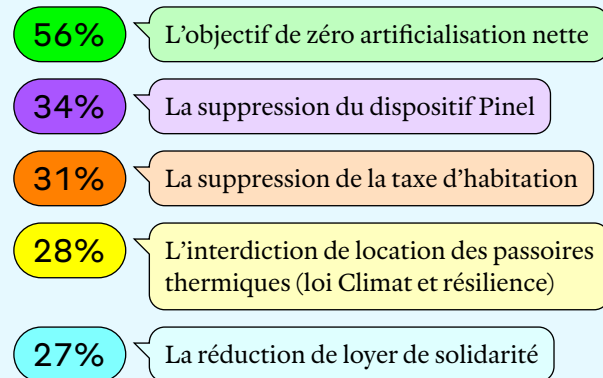 56% L’objectif de zéro artificialisation nette
34% La suppression du dispositif Pinel
31% La suppression de la taxe d’habitation
28% L’interdiction de location des passoires
thermiques (loi Climat et résilience)
27% La réduction de loyer de solidarité